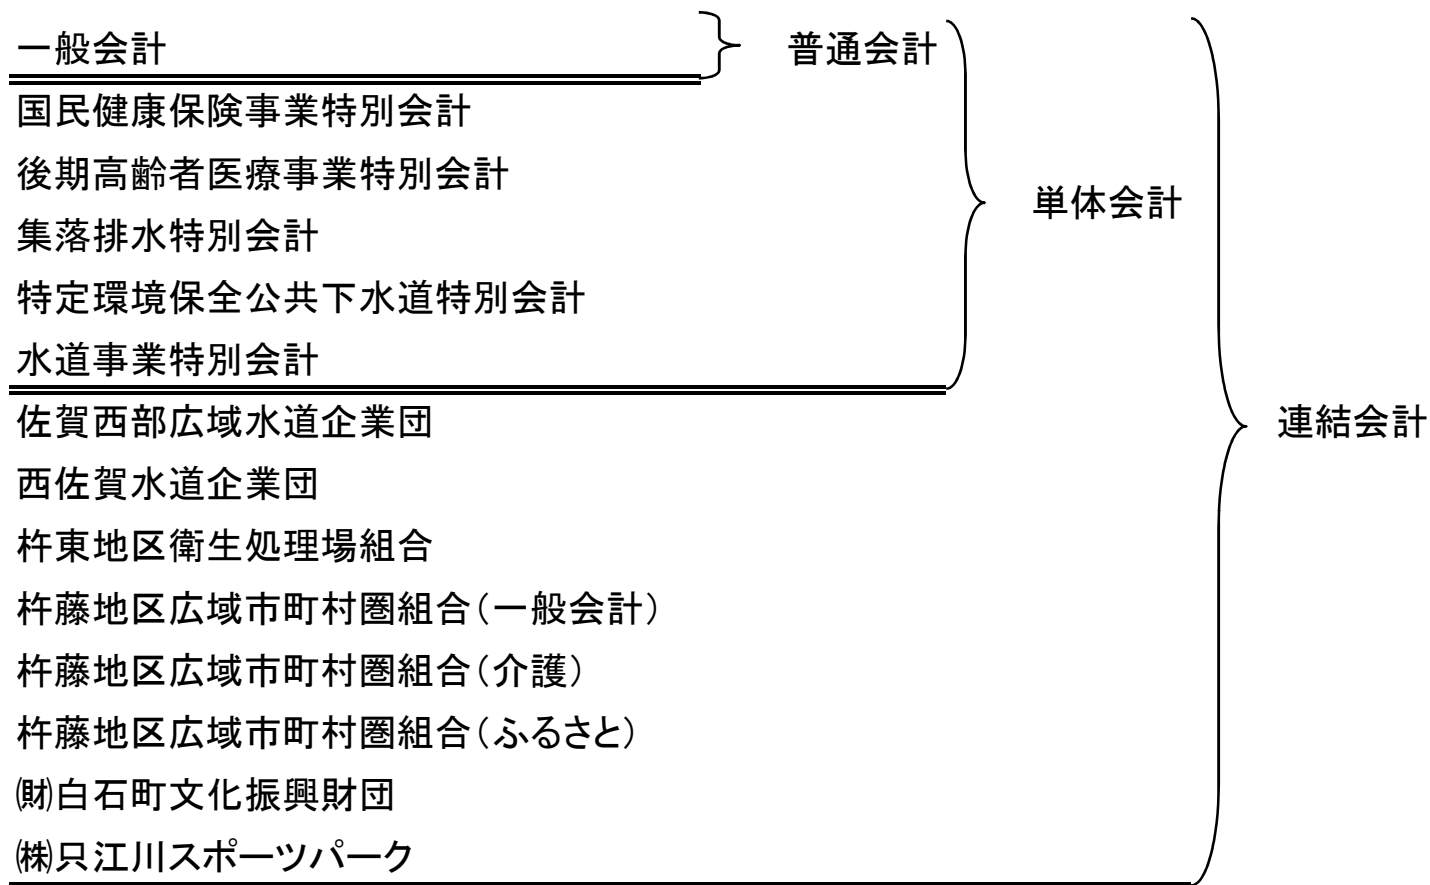 一般会計
普通会計
国民健康保険事業特別会計
後期高齢者医療事業特別会計
単体会計
集落排水特別会計
特定環境保全公共下水道特別会計
水道事業特別会計
佐賀西部広域水道企業団
連結会計
西佐賀水道企業団
杵東地区衛生処理場組合
杵藤地区広域市町村圏組合(一般会計)
杵藤地区広域市町村圏組合(介護)
杵藤地区広域市町村圏組合(ふるさと)
㈶白石町文化振興財団
㈱只江川スポーツパーク